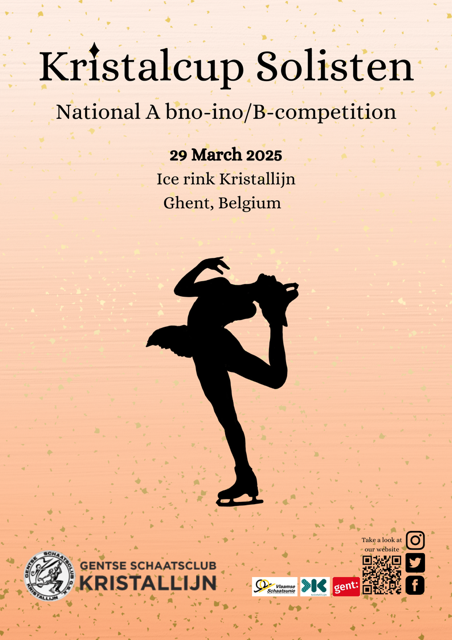 Kristalcup Solisten
National A bno-ino/B-competition
29 March 2025
Ice rink Kristallijn
Ghent, Belgium
Take a look at
our website
GENTSE SCHAATSCLUB
KRISTALLIJN
Vlaamse
Schaatsunie
gent: